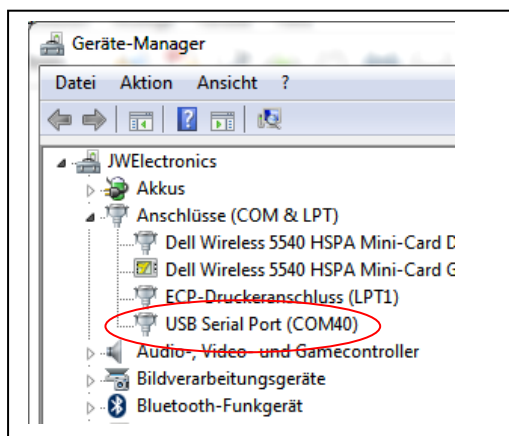 Geräte-Manager
Datei Aktion Ansicht ?
JWElectronics
Akkus
Anschlüsse (COM & LPT)
Dell Wireless 5540 HSPA Mini-Card D
Dell Wireless 5540 HSPA Mini-Card G
ECP-Druckeranschluss (LPT1)
USB Serial Port (COM40)
Audio-, Video- und Gamecontroller
Bildverarbeitungsgeräte
Bluetooth-Funkgerät